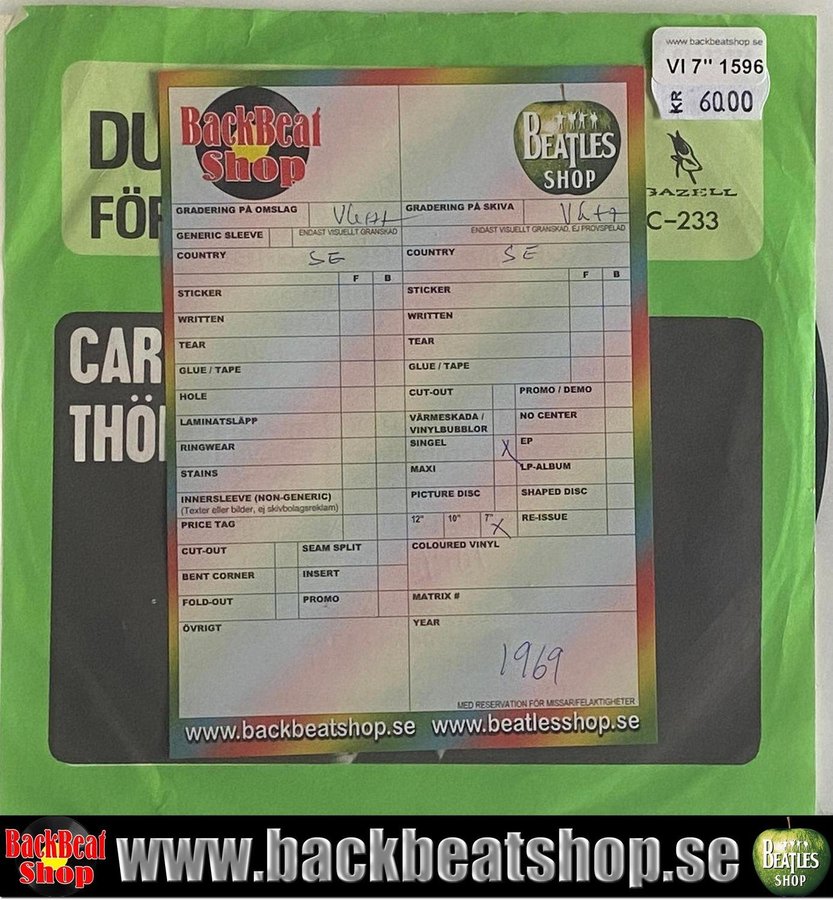 www.backbeatshop.se
VI 7" 1596
KR 6000
DU
FÖR
GAZELL
C-233
CAR
THÖ
BackBeat
Shop
BEATLES
SHOP
GRADERING PÅ OMSLAG
GRADERING PÅ SKIVA
GENERIC SLEEVE
ENDAST VISUELLT GRANSKAD
ENDAST VISUELLT GRANSKAD, EJ PROVSPELAD
COUNTRY SE
COUNTRY SE
F B
F B
STICKER
STICKER
WRITTEN
WRITTEN
TEAR
TEAR
GLUE / TAPE
GLUE / TAPE
HOLE
CUT-OUT
PROMO / DEMO
LAMINATSLÄPP
VÄRMESKADA /
VINYLBUBBLOR
NO CENTER
RINGWEAR
SINGEL X
EP
STAINS
MAXI
LP-ALBUM
INNERSLEEVE (NON-GENERIC)
(Texter eller bilder, ej skivbolagsreklam)
PICTURE DISC
SHAPED DISC
PRICE TAG
12" 10" 7" X
RE-ISSUE
CUT-OUT
SEAM SPLIT
COLOURED VINYL
BENT CORNER
INSERT
FOLD-OUT
PROMO
MATRIX #
ÖVRIGT
YEAR
1969
MED RESERVATION FÖR MISSAR/FELAKTIGHETER
www.backbeatshop.se www.beatlesshop.se
BackBeat
Shop
www.backbeatshop.se
BEATLES
SHOP